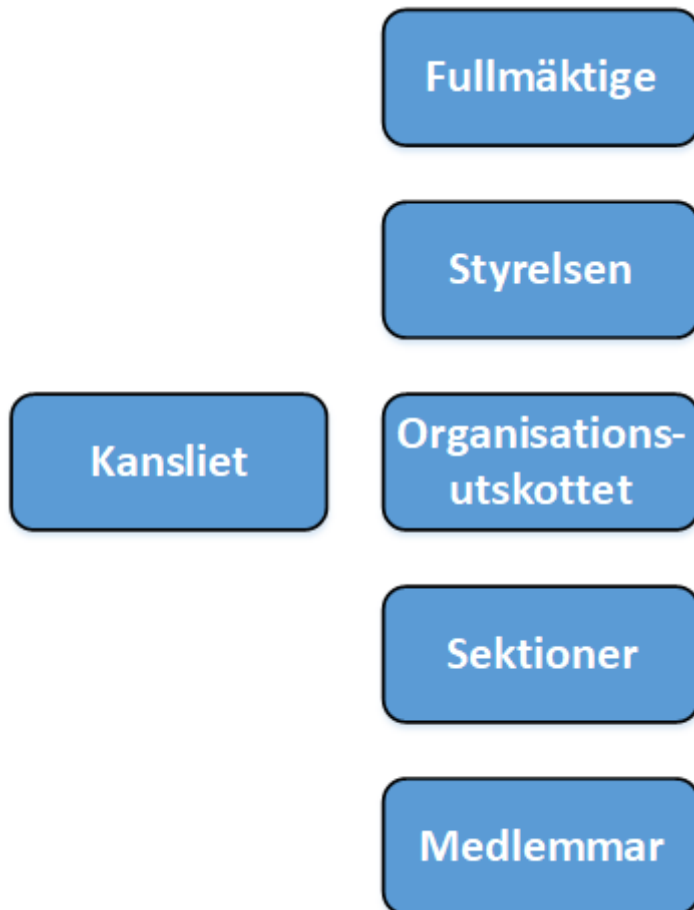 Fullmäktige
Styrelsen
Kansliet
Organisations-
utskottet
Sektioner
Medlemmar